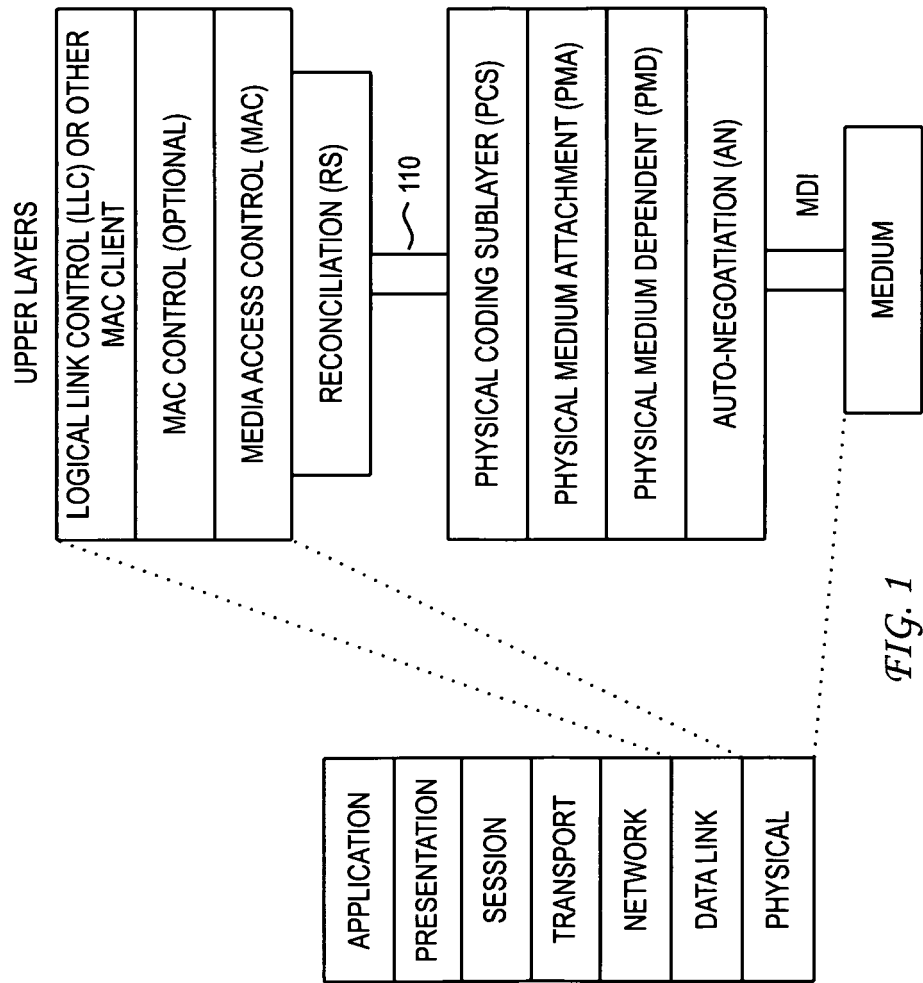 UPPER LAYERS
LOGICAL LINK CONTROL (LLC) OR OTHER
MAC CLIENT
MAC CONTROL (OPTIONAL)
MEDIA ACCESS CONTROL (MAC)
RECONCILIATION (RS)
110
PHYSICAL CODING SUBLAYER (PCS)
PHYSICAL MEDIUM ATTACHMENT (PMA)
PHYSICAL MEDIUM DEPENDENT (PMD)
AUTO-NEGOATIATION (AN)
MDI
MEDIUM
APPLICATION
PRESENTATION
SESSION
TRANSPORT
NETWORK
DATA LINK
PHYSICAL
FIG. 1